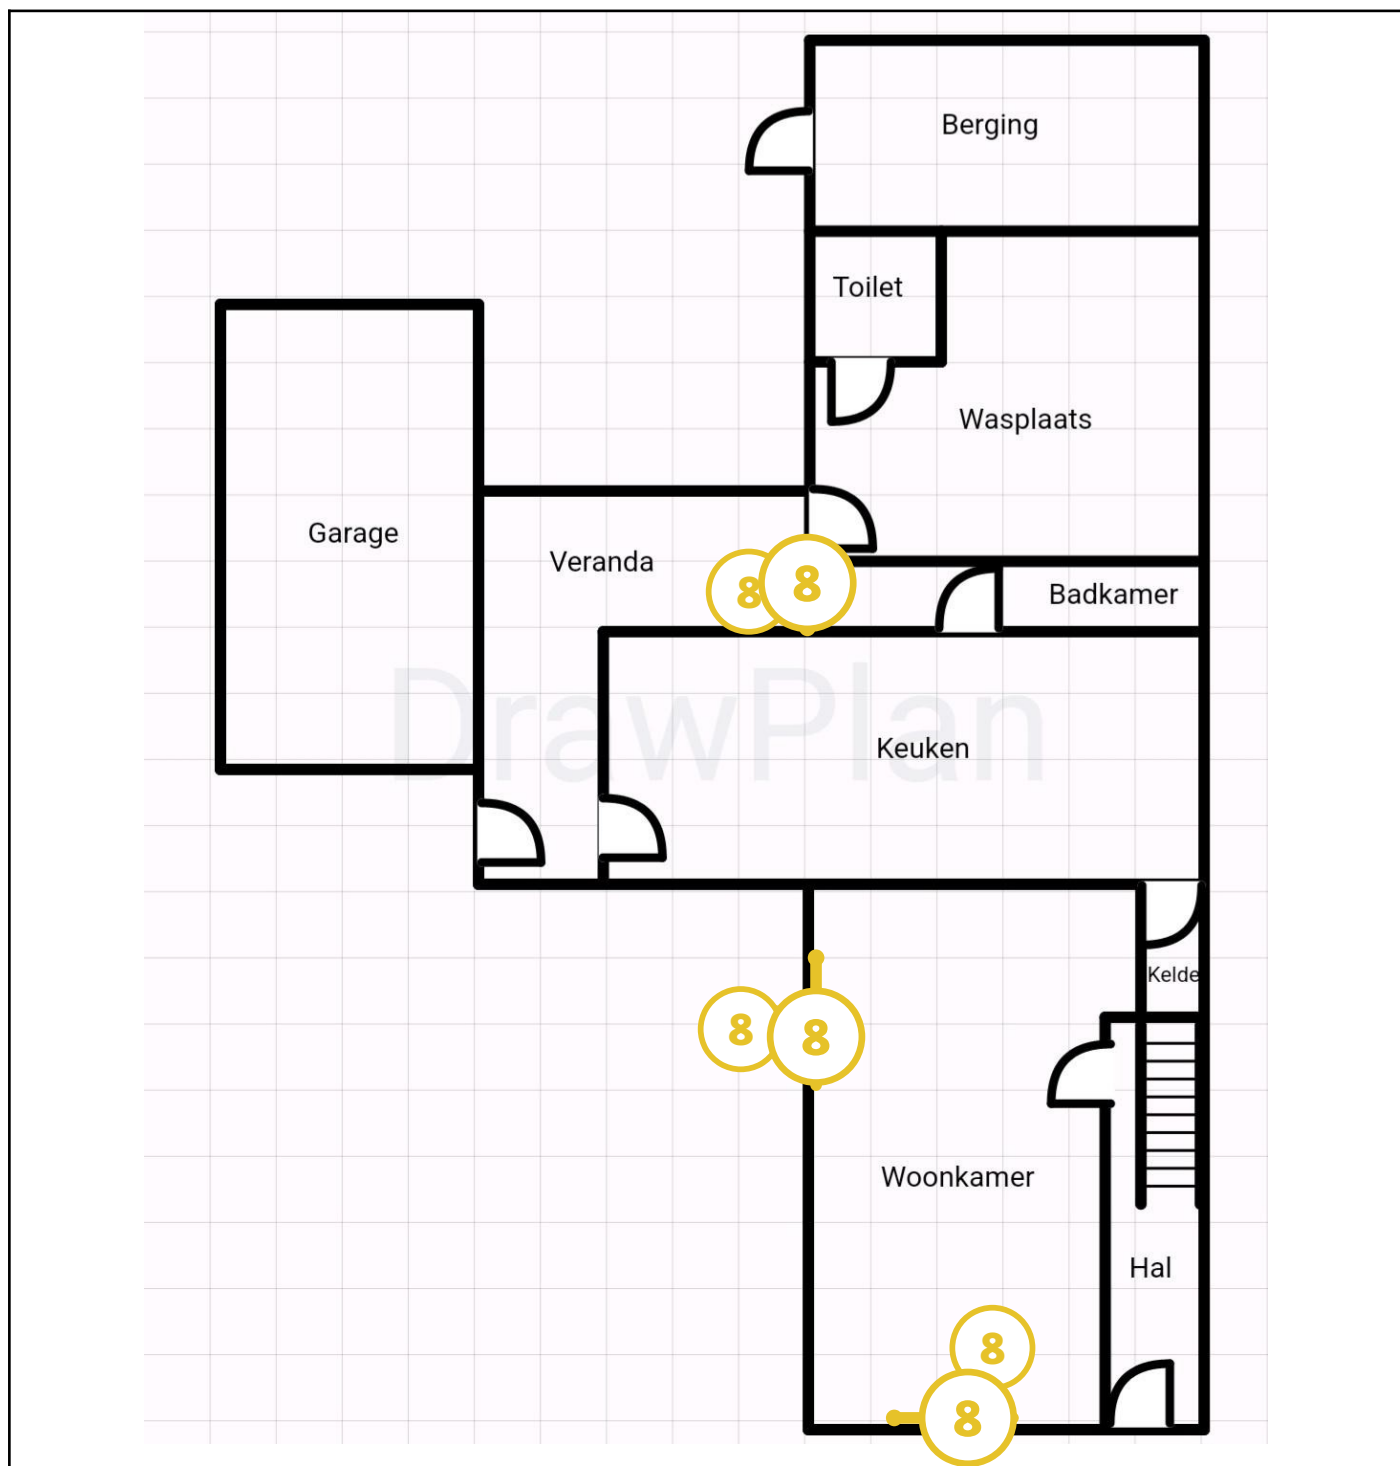 Berging
Toilet
Wasplaats
Garage
Veranda
8
8
Badkamer
DrawPlan
Keuken
Kelde
8
8
Woonkamer
Hal
8
8